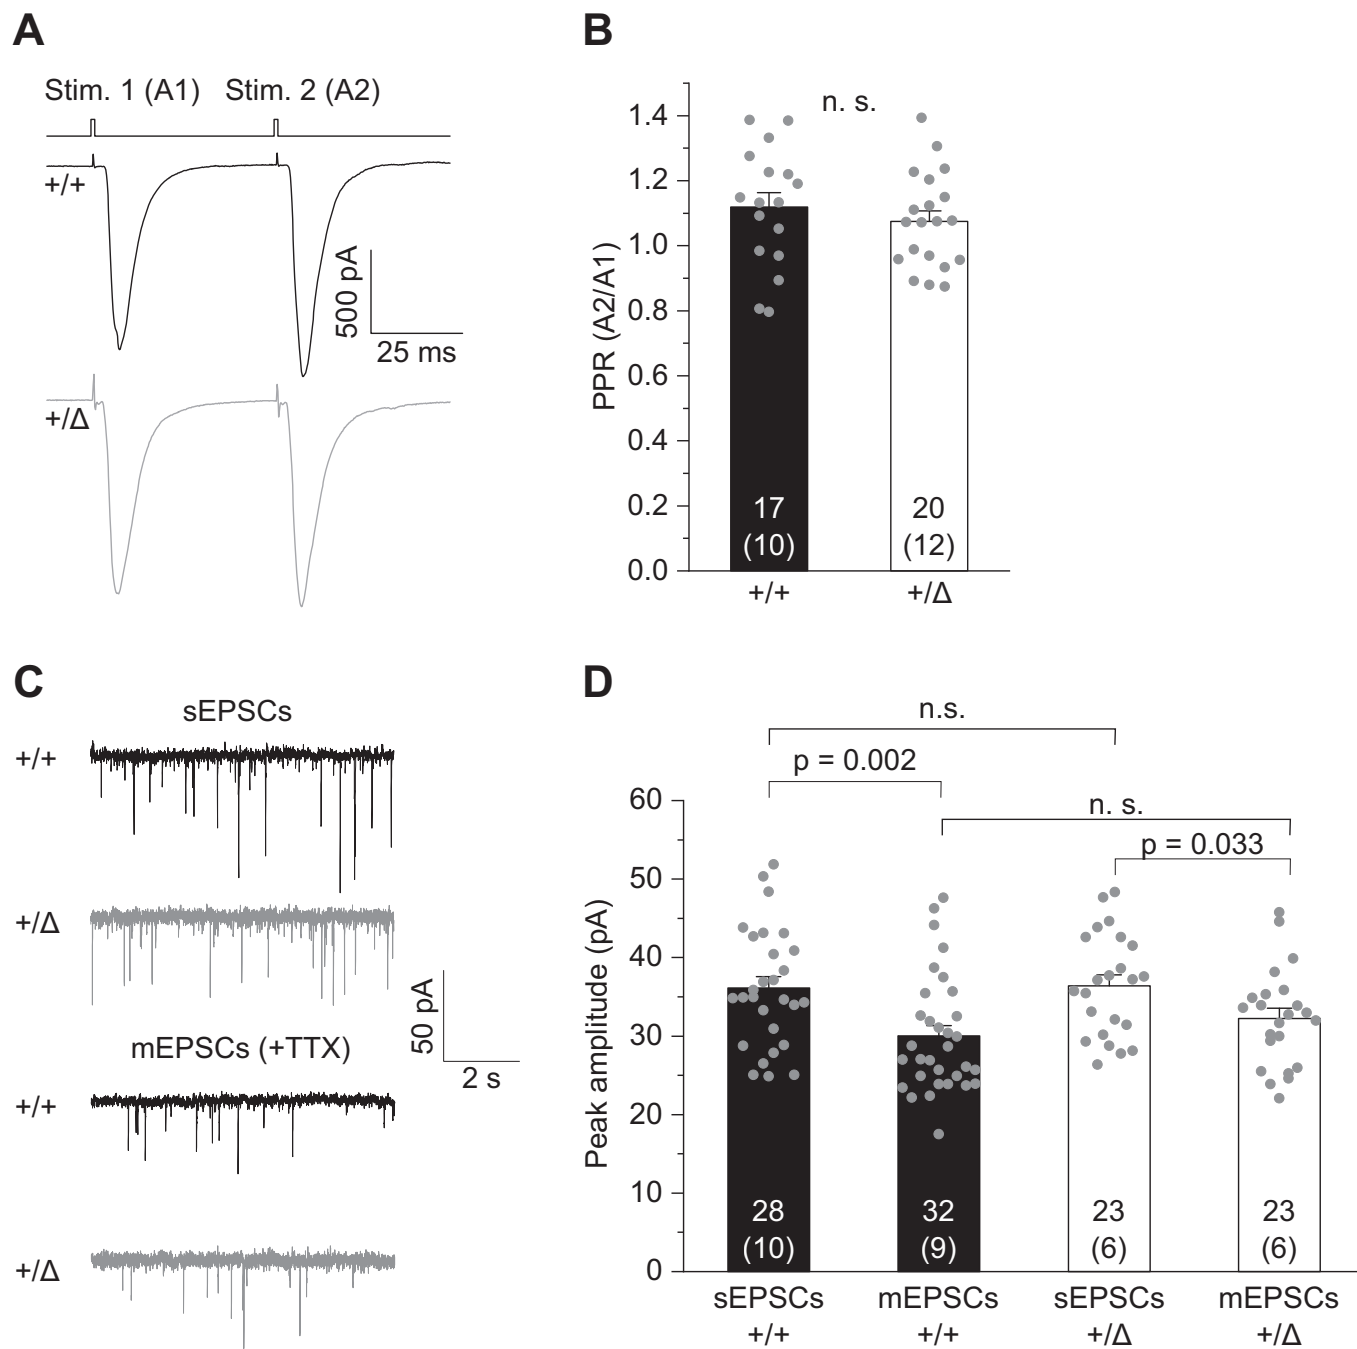 A
Stim. 1 (A1) Stim. 2 (A2)
+/+
500 pA
25 ms
+/Δ
B
n. s.
PPR (A2/A1)
1.4
1.2
1.0
0.8
0.6
0.4
0.2
0.0
17
(10)
20
(12)
+/+
+/Δ
C
sEPSCs
+/+
+/Δ
50 pA
2 s
mEPSCs (+TTX)
+/+
+/Δ
D
n.s.
p = 0.002
n. s.
p = 0.033
Peak amplitude (pA)
60
50
40
30
20
10
0
28
(10)
32
(9)
23
(6)
23
(6)
sEPSCs mEPSCs sEPSCs mEPSCs
+/+ +/+ +/Δ +/Δ